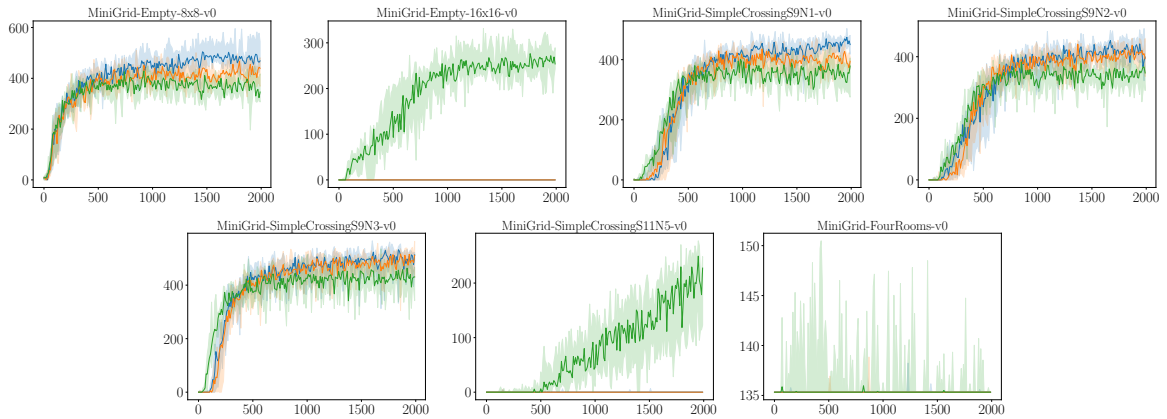 MiniGrid-Empty-8x8-v0
600
400
200
0
0 500 1000 1500 2000
MiniGrid-Empty-16x16-v0
300
200
100
0
0 500 1000 1500 2000
MiniGrid-SimpleCrossingS9N1-v0
400
200
0
0 500 1000 1500 2000
MiniGrid-SimpleCrossingS9N2-v0
400
200
0
0 500 1000 1500 2000
MiniGrid-SimpleCrossingS9N3-v0
400
200
0
0 500 1000 1500 2000
MiniGrid-SimpleCrossingS11N5-v0
200
100
0
0 500 1000 1500 2000
MiniGrid-FourRooms-v0
150
145
140
135
0 500 1000 1500 2000